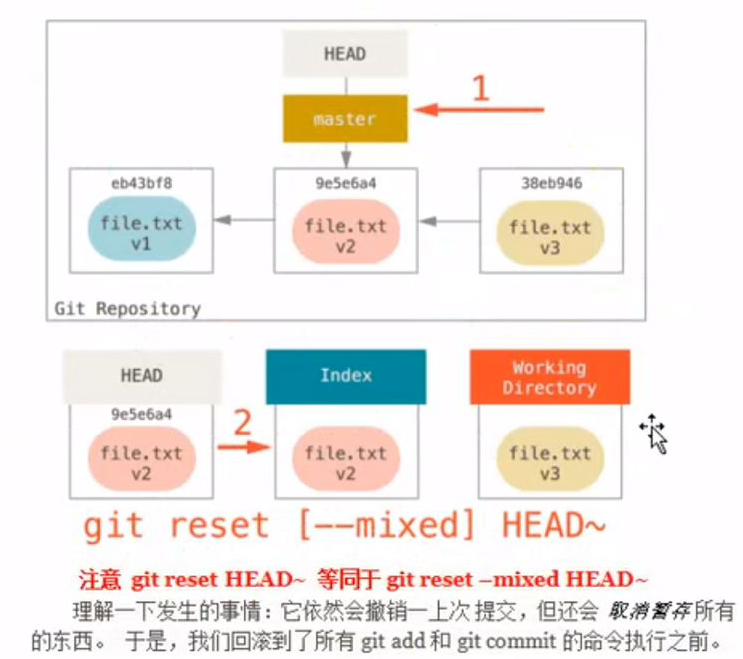 HEAD
1
master
eb43bf8
9e5e6a4
38eb946
file.txt
v1
file.txt
v2
file.txt
v3
Git Repository
HEAD
Index
Working
Directory
9e5e6a4
2
file.txt
v2
file.txt
v2
file.txt
v3
git reset [--mixed] HEAD~
注意 git reset HEAD~ 等同于 git reset –mixed HEAD~
理解一下发生的事情：它依然会撤销一上次 提交，但还会 取消暂存 所有
的东西。 于是，我们回滚到了所有 git add 和 git commit 的命令执行之前。